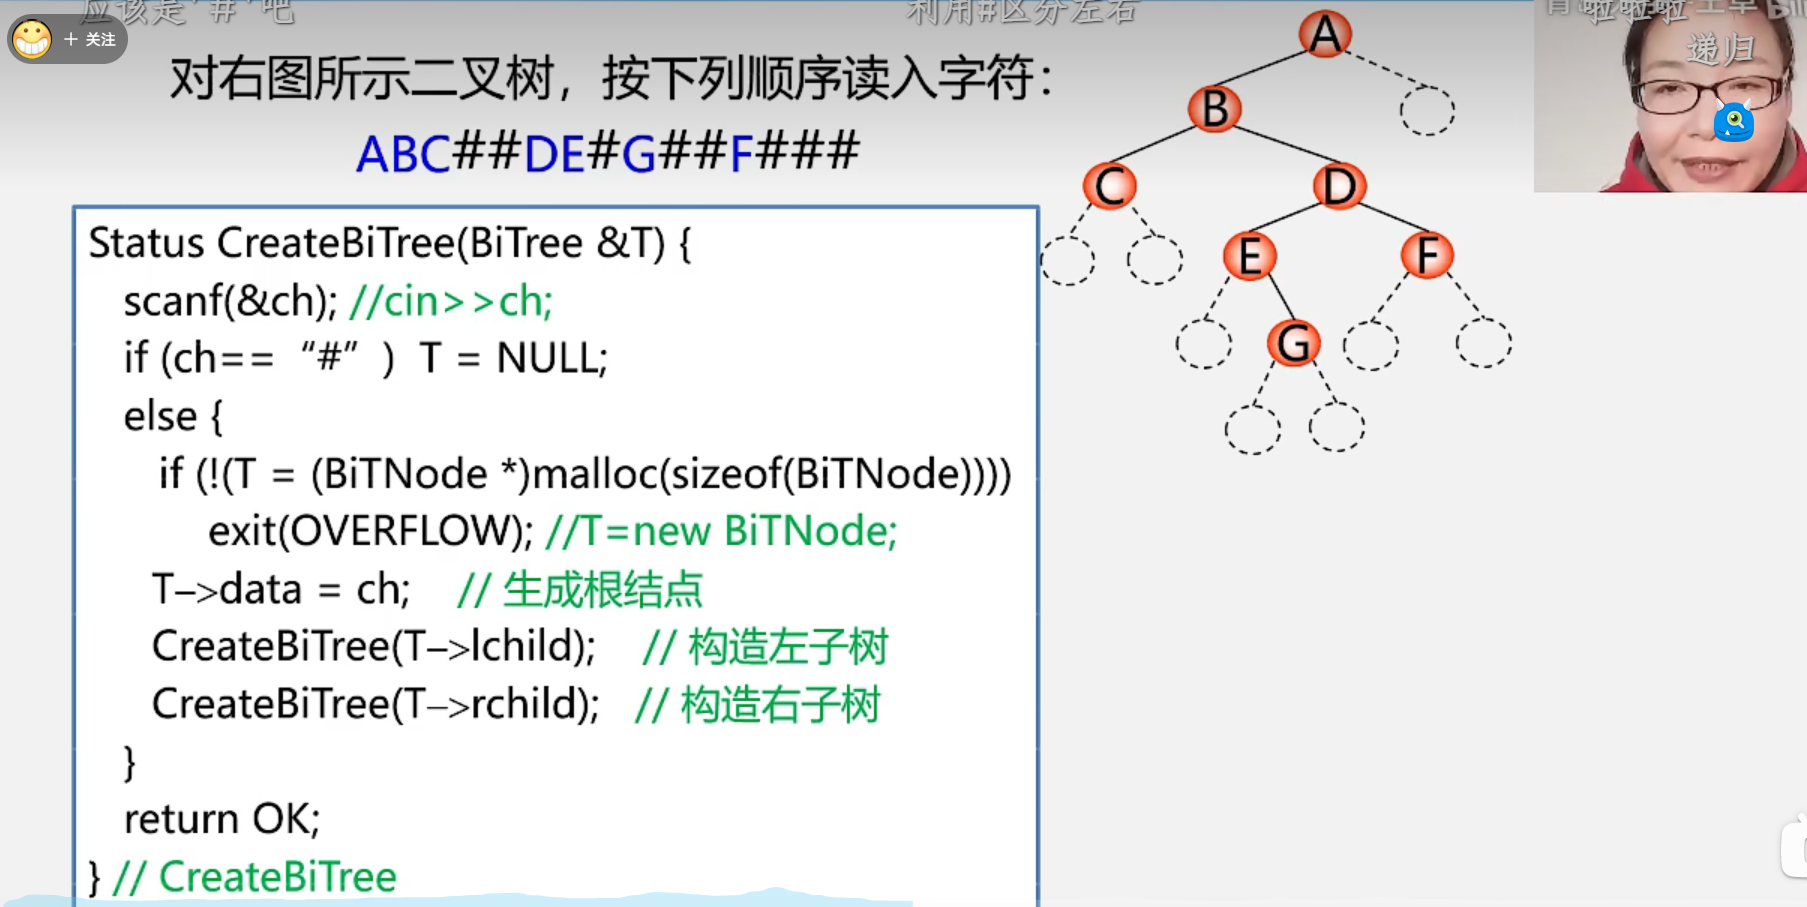 应该是'#'吧
利用#区分左右
递归
+ 关注
对右图所示二叉树，按下列顺序读入字符：
ABC##DE#G##F###
Status CreateBiTree(BiTree &T) {
scanf(&ch); //cin>>ch;
if (ch== “#” ) T = NULL;
else {
if (!(T = (BiTNode *)malloc(sizeof(BiTNode))))
exit(OVERFLOW); //T=new BiTNode;
T->data = ch; // 生成根结点
CreateBiTree(T->lchild); // 构造左子树
CreateBiTree(T->rchild); // 构造右子树
}
return OK;
} // CreateBiTree
A
B
C
D
E
F
G